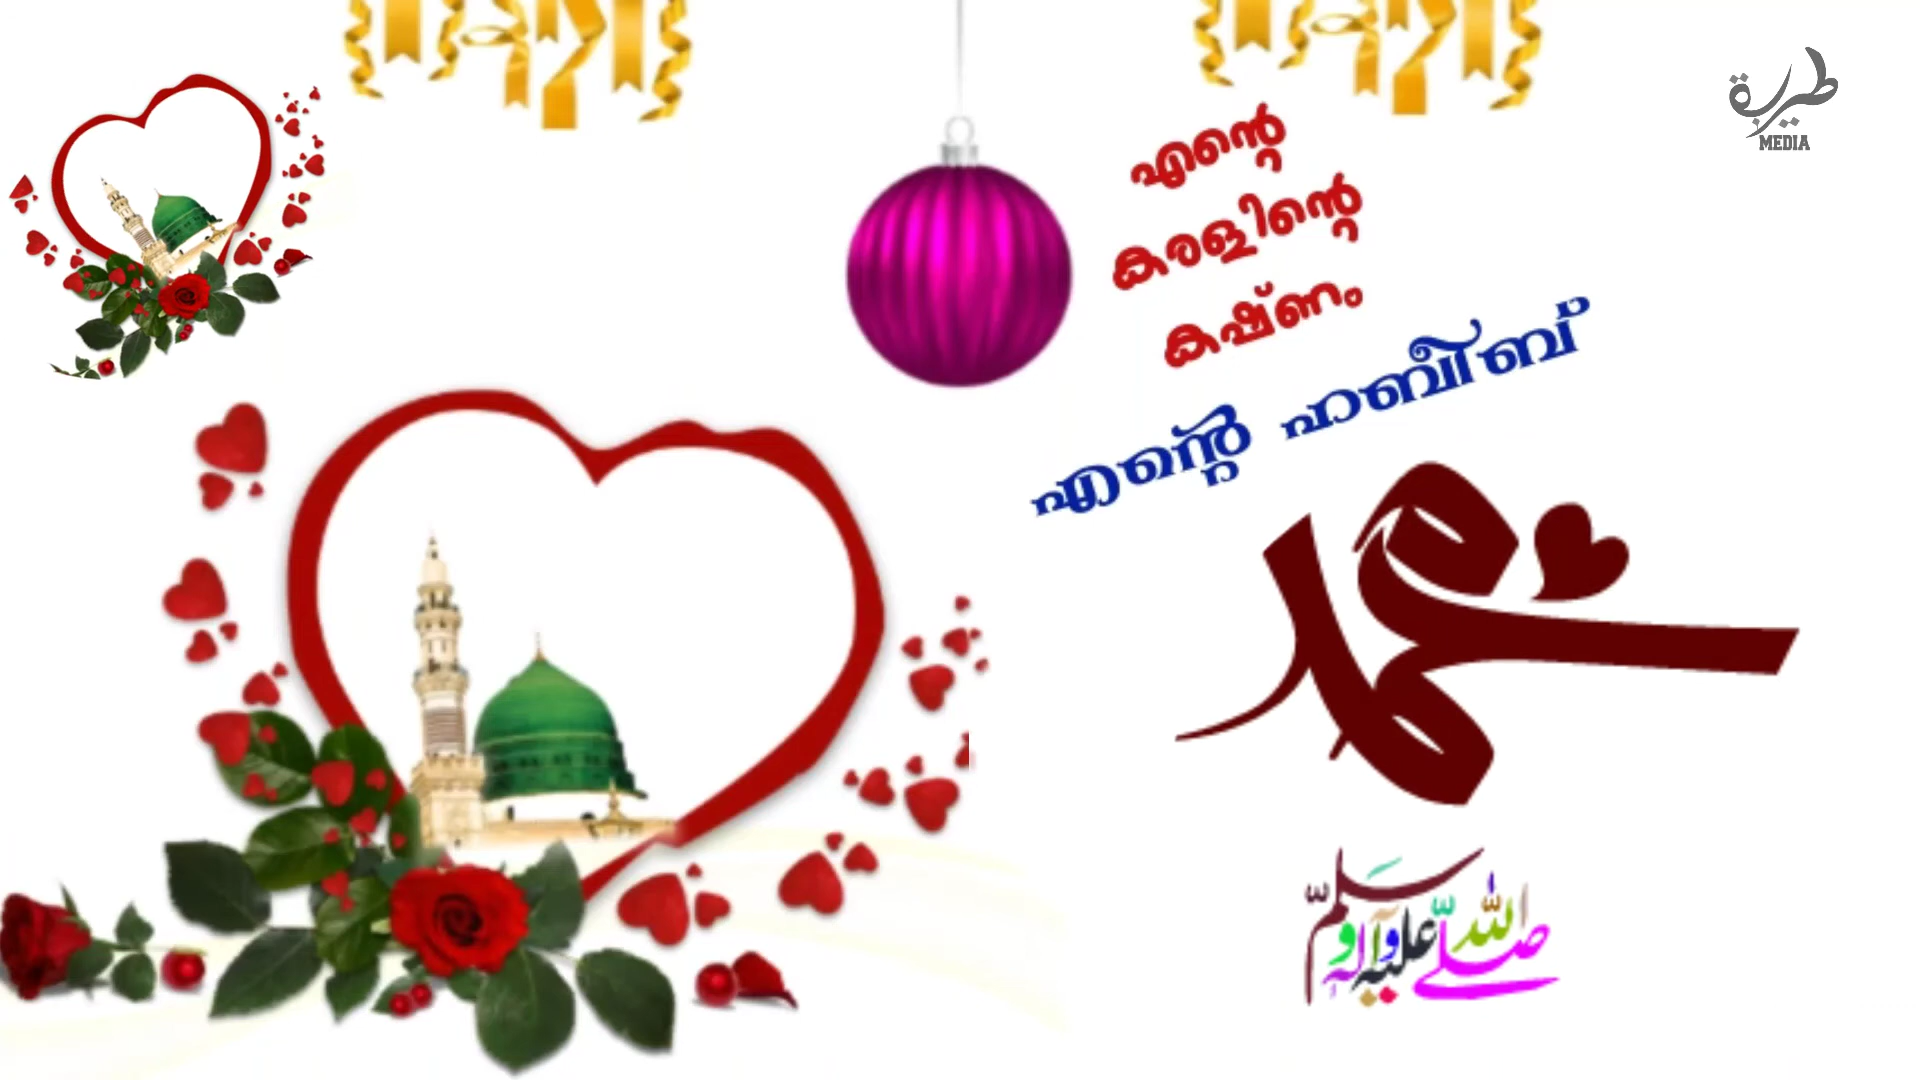 طيبة
MEDIA
എന്റെ
കരളിന്റെ
കഷ്ണം
എന്റെ ഹബീബ്
محمد
صلى الله عليه وآله وسلم